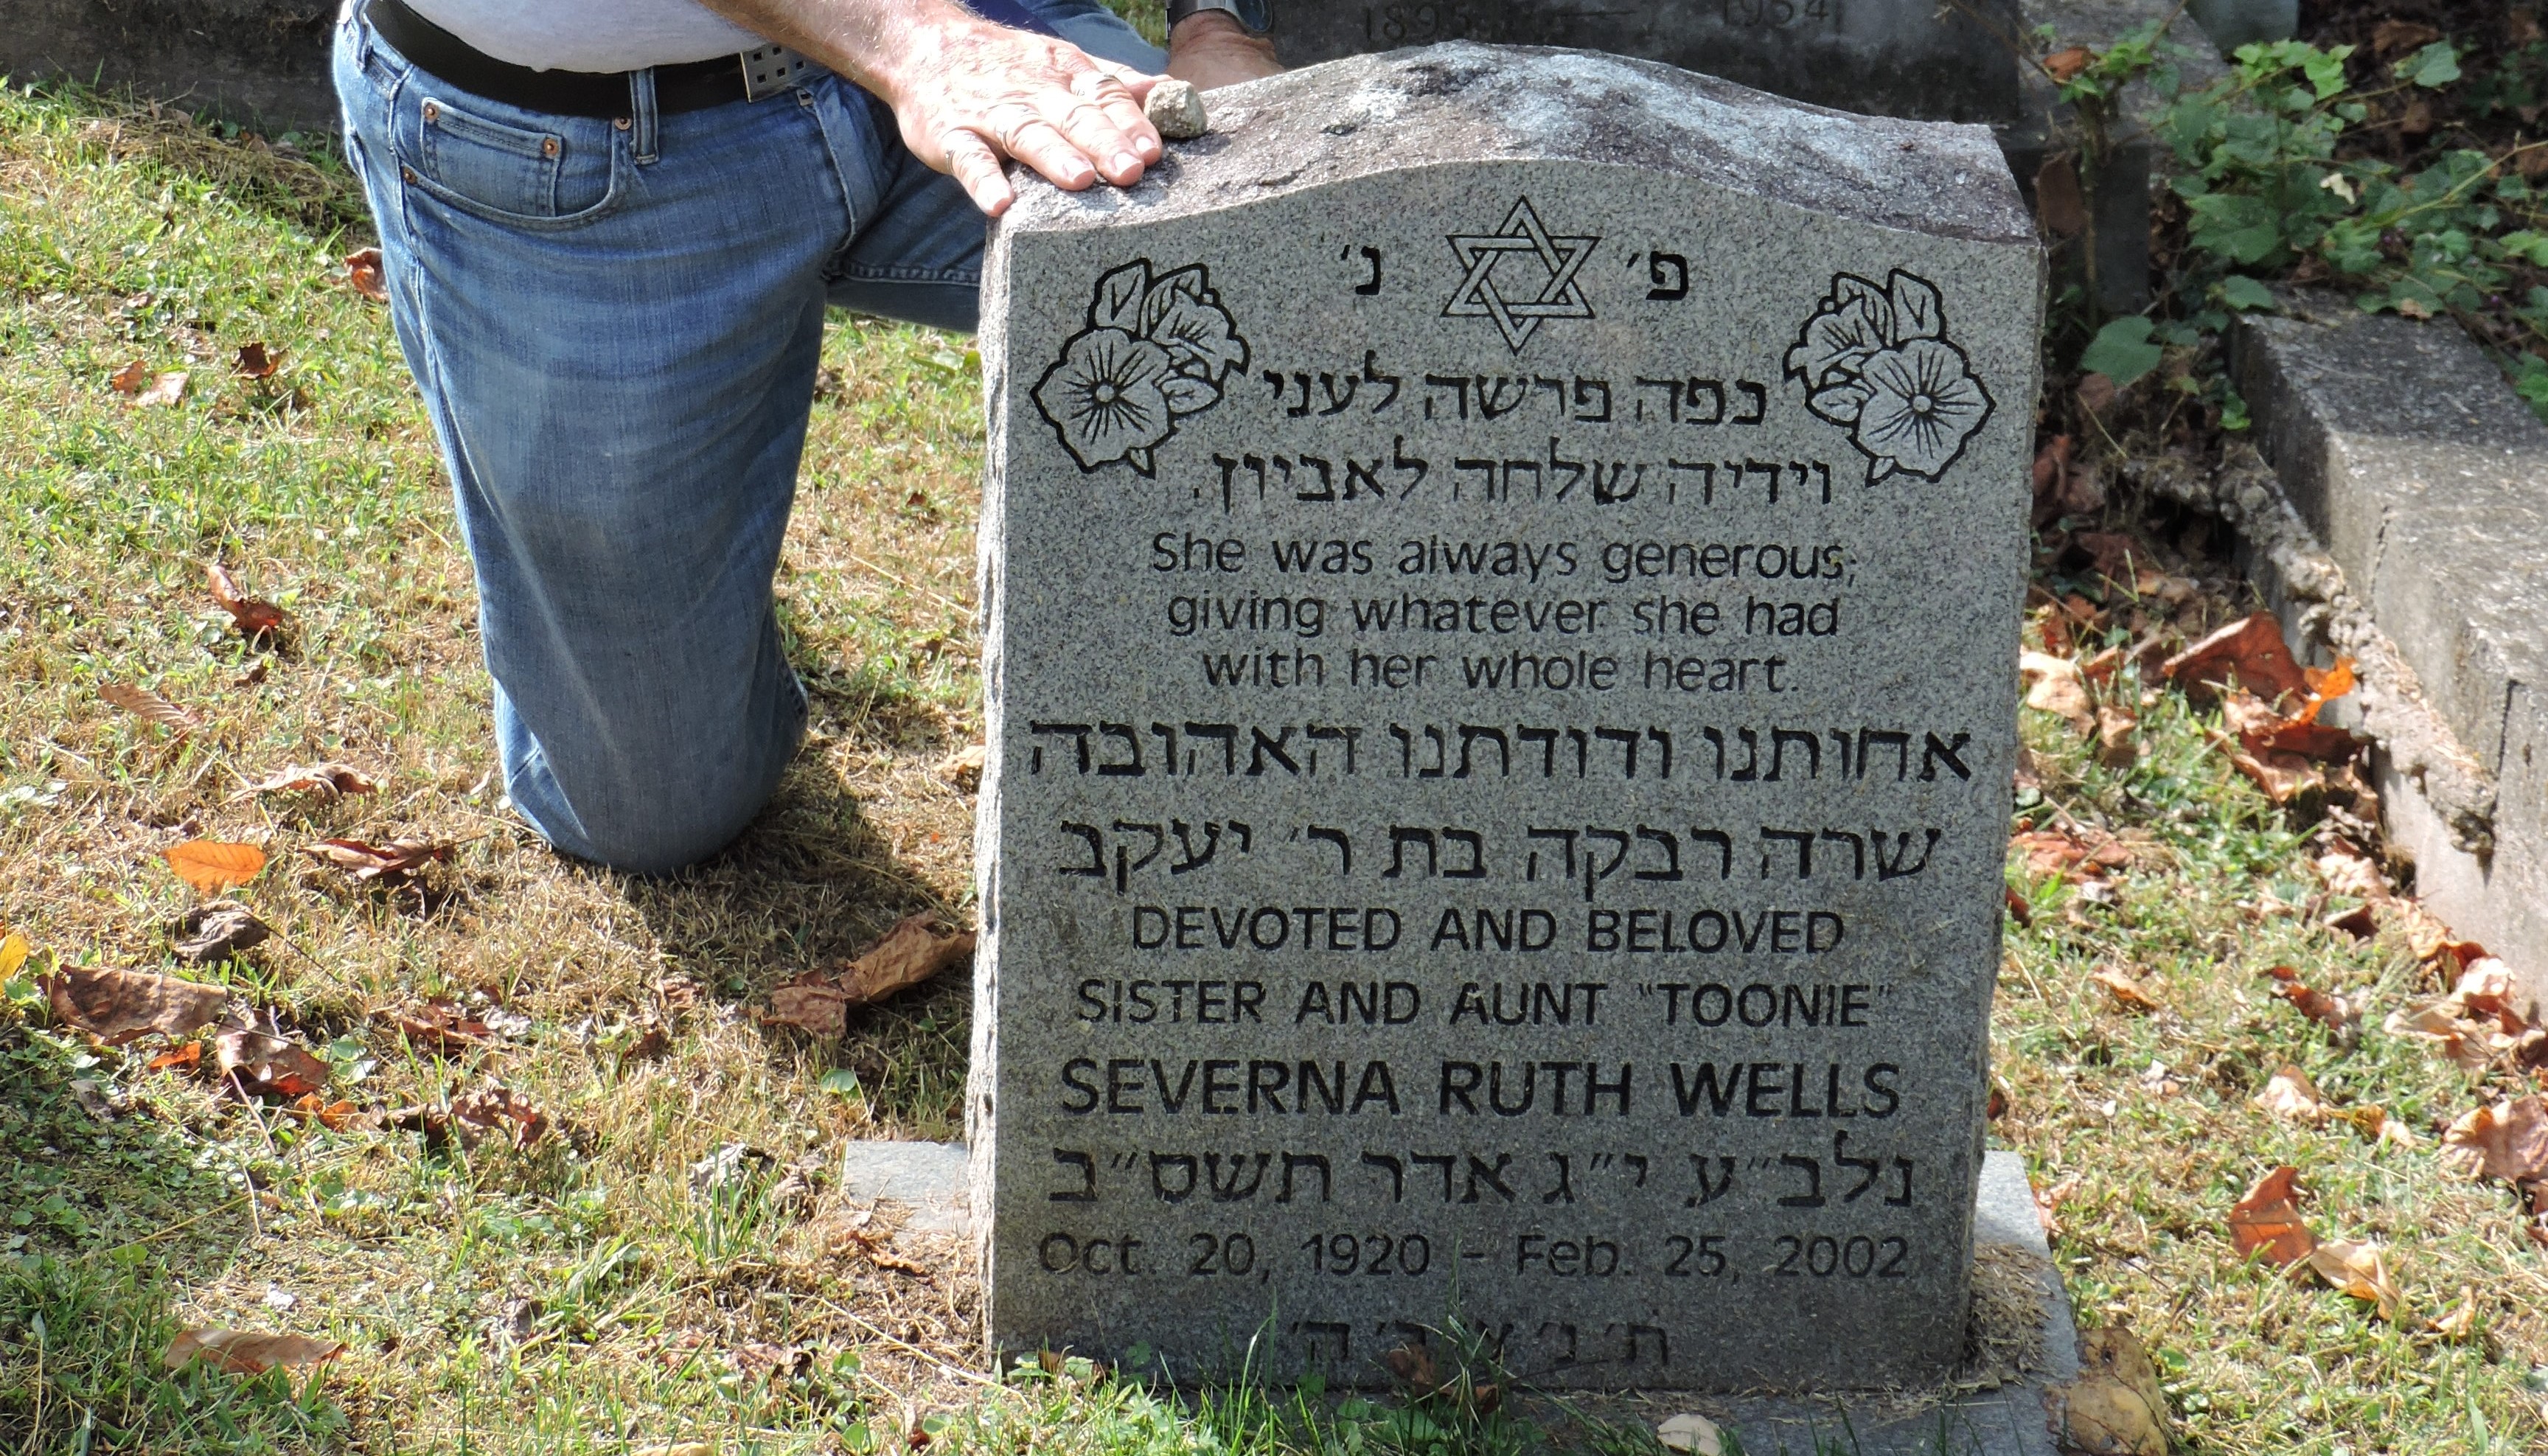 1895 — 1954
פ׳ נ׳
כפה פרשה לעני
וידיה שלחה לאביון.
She was always generous;
giving whatever she had
with her whole heart.
אחותנו ודודתנו האהובה
שרה רבקה בת ר׳ יעקב
DEVOTED AND BELOVED
SISTER AND AUNT "TOONIE"
SEVERNA RUTH WELLS
נלב״ע י״ג אדר תשס״ב
Oct. 20, 1920 - Feb. 25, 2002
ת׳ נ׳ צ׳ ב׳ ה׳